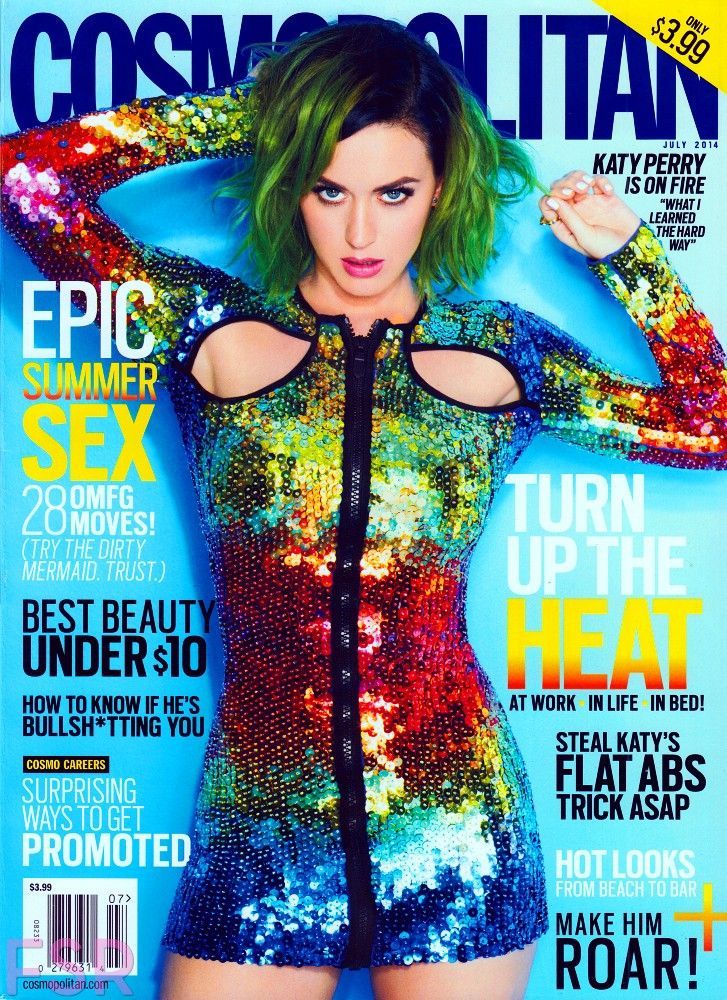 COSMOPOLITAN
ONLY
$3.99
JULY 2014
KATY PERRY
IS ON FIRE
"WHAT I
LEARNED
THE HARD
WAY"
EPIC
SUMMER
SEX
28 OMFG
MOVES!
(TRY THE DIRTY
MERMAID. TRUST.)
BEST BEAUTY
UNDER $10
HOW TO KNOW IF HE'S
BULLSH*TTING YOU
COSMO CAREERS
SURPRISING
WAYS TO GET
PROMOTED
TURN
UP THE
HEAT
AT WORK • IN LIFE • IN BED!
STEAL KATY'S
FLAT ABS
TRICK ASAP
HOT LOOKS
FROM BEACH TO BAR
+
MAKE HIM
ROAR!
$3.99
07>
08233
0 279631 4
FSR
cosmopolitan.com